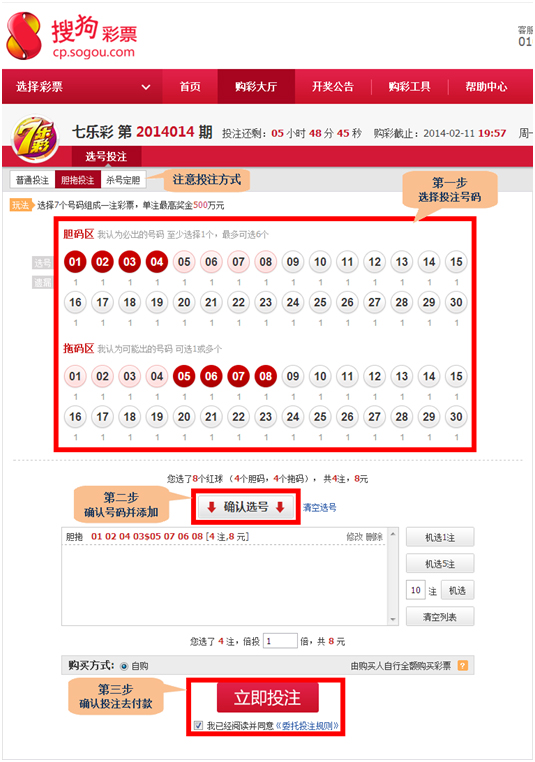 搜狗彩票
cp.sogou.com
客服
010
选择彩票 首页 购彩大厅 开奖公告 购彩工具 帮助中心
7乐彩
七乐彩 第 2014014 期 投注还剩: 05 小时 48 分 45 秒 购彩截止: 2014-02-11 19:57 周一
选号投注
普通投注 胆拖投注 杀号定胆 注意投注方式
第一步
选择投注号码
玩法 选择7个号码组成一注彩票，单注最高奖金500万元
胆码区 我认为必出的号码 至少选择1个，最多可选6个
选号 01 02 03 04 05 06 07 08 09 10 11 12 13 14 15
遗漏 1 1 1 1 1 1 1 1 1 1 1 1 1 1 1
16 17 18 19 20 21 22 23 24 25 26 27 28 29 30
1 1 1 1 1 1 1 1 1 1 1 1 1 1 1
拖码区 我认为可能出的号码 可选1或多个
01 02 03 04 05 06 07 08 09 10 11 12 13 14 15
1 1 1 1 1 1 1 1 1 1 1 1 1 1 1
16 17 18 19 20 21 22 23 24 25 26 27 28 29 30
1 1 1 1 1 1 1 1 1 1 1 1 1 1 1
您选了8个红球 （4个胆码，4个拖码），共4注，8元
第二步
确认号码并添加
确认选号 清空选号
胆拖 01 02 04 03$05 07 06 08 [4 注,8 元] 修改 删除
机选1注
机选5注
10 注 机选
清空列表
您选了 4 注，倍投 1 倍，共 8 元
购买方式: 自购 由购买人自行全额购买彩票 ?
第三步
确认投注去付款
立即投注
我已经阅读并同意《委托投注规则》